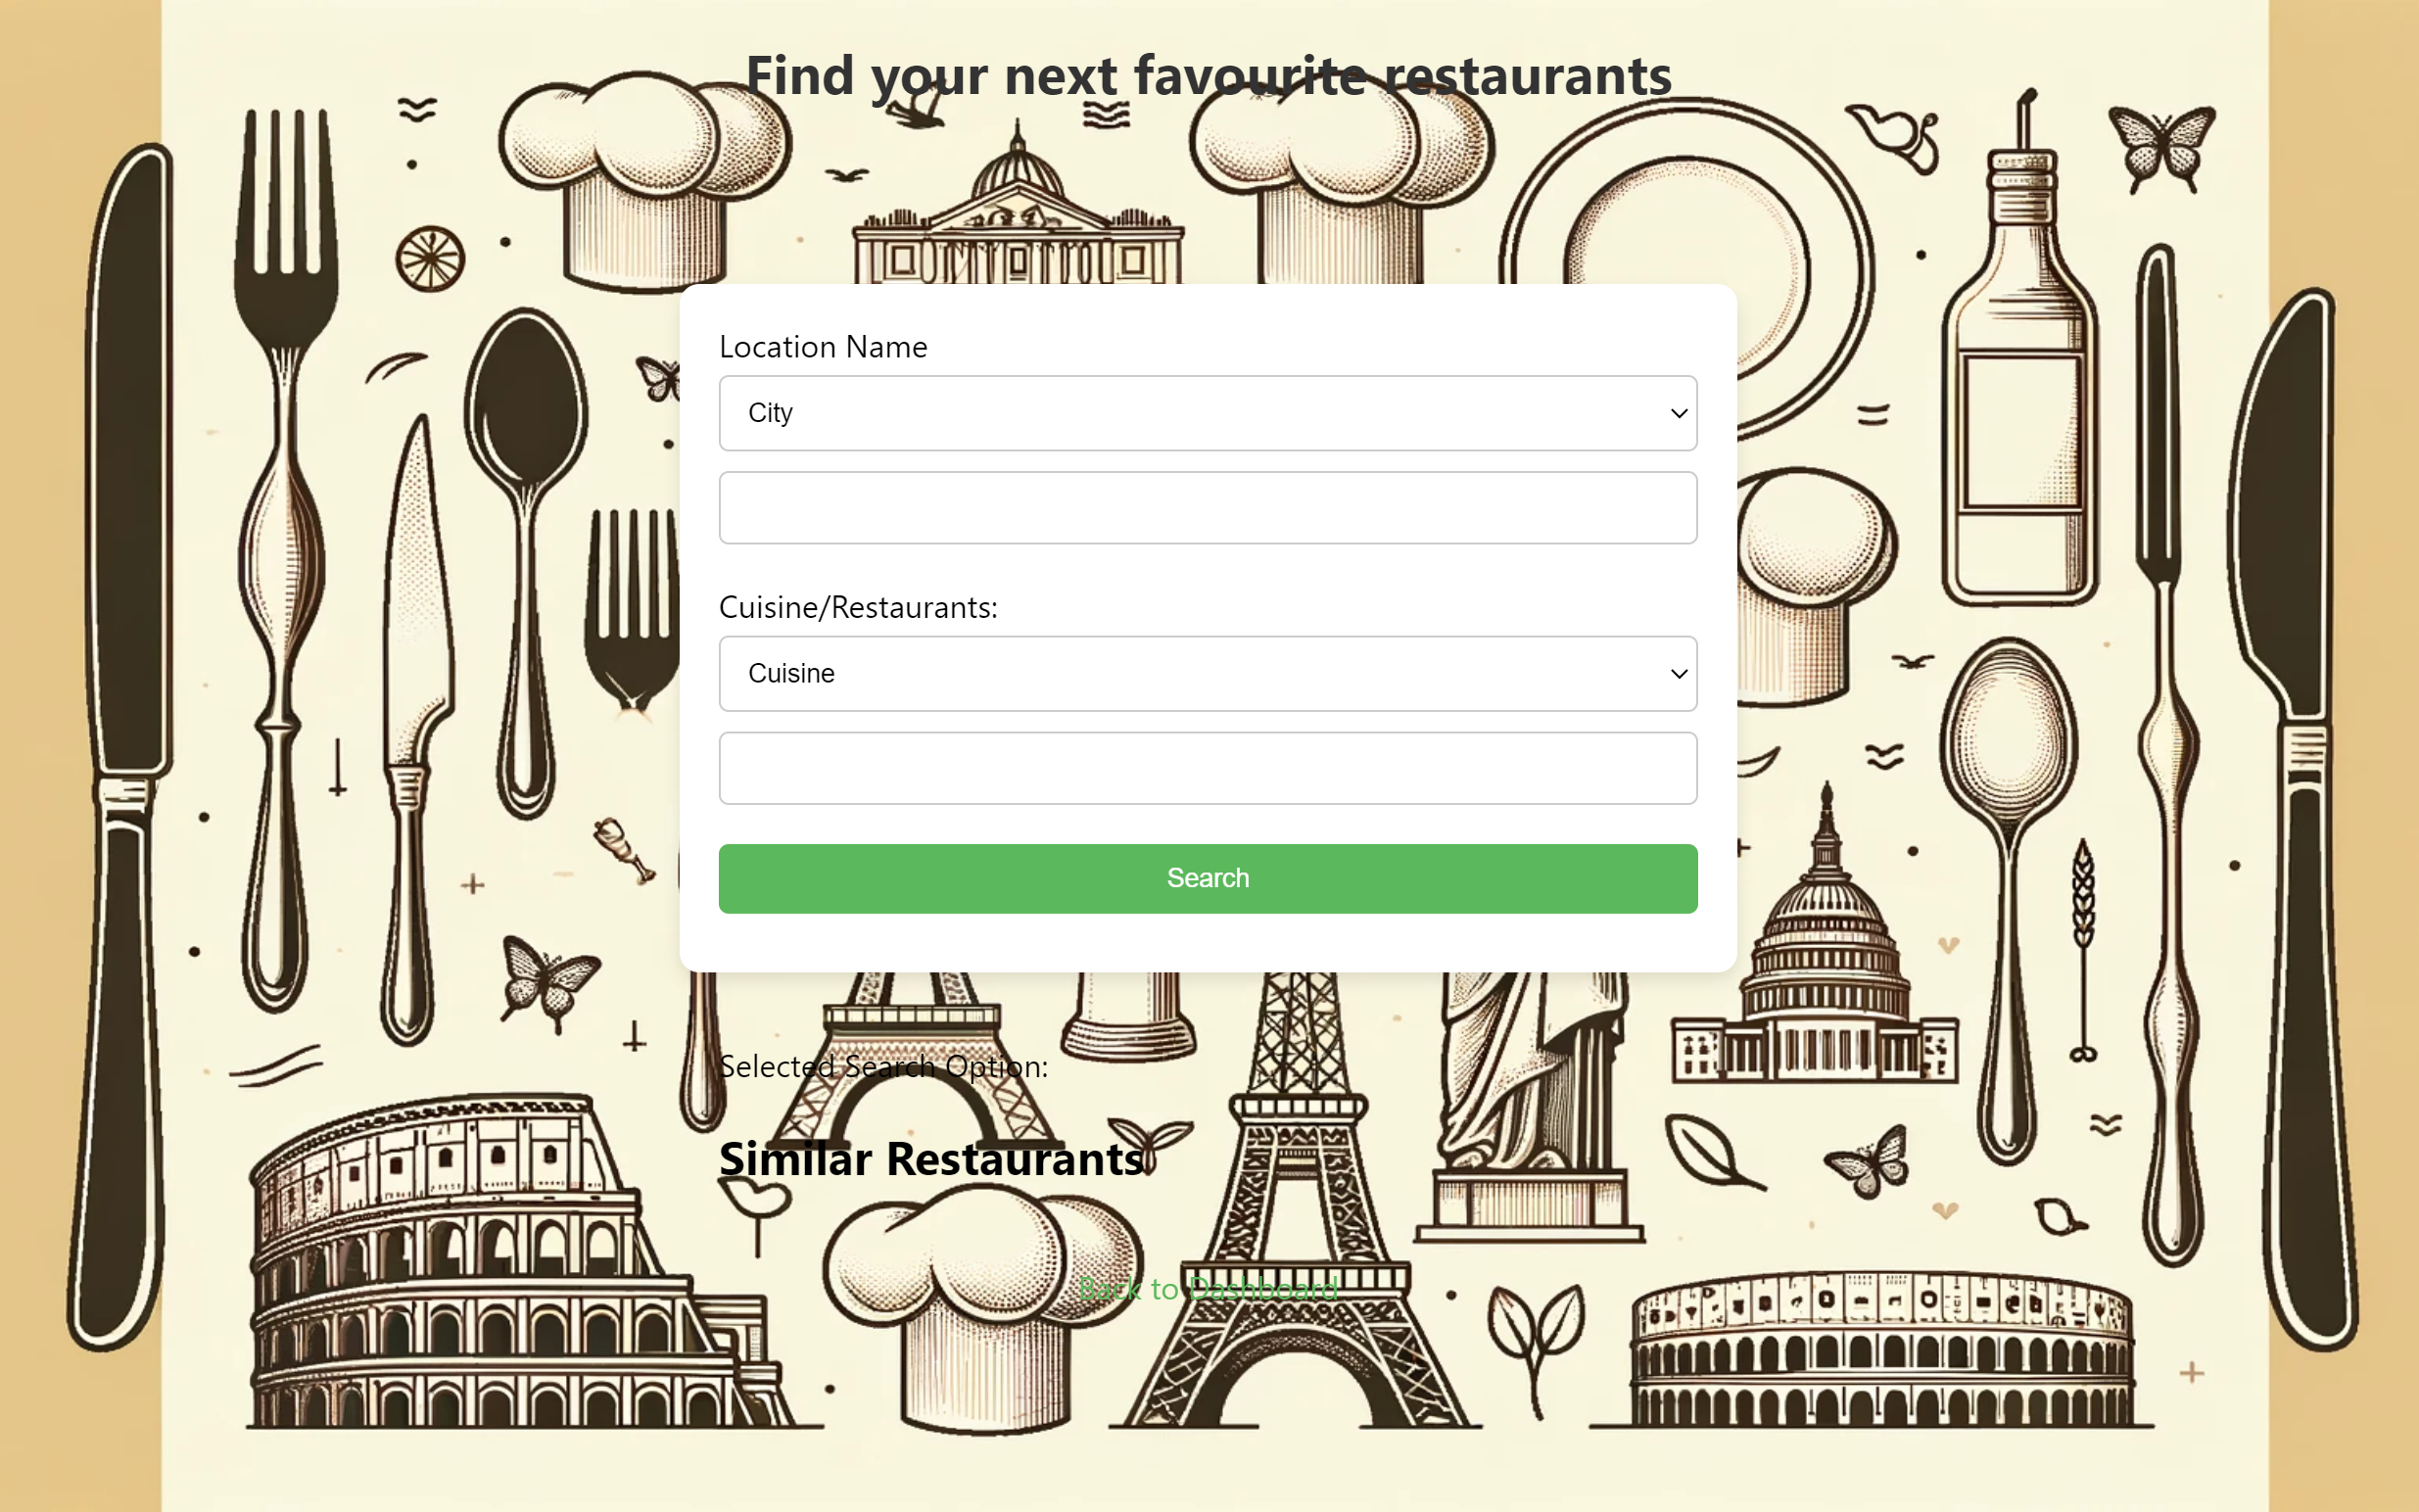 Find your next favourite restaurants
Location Name
City
Cuisine/Restaurants:
Cuisine
Search
Selected Search Option:
Similar Restaurants
Back to Dashboard